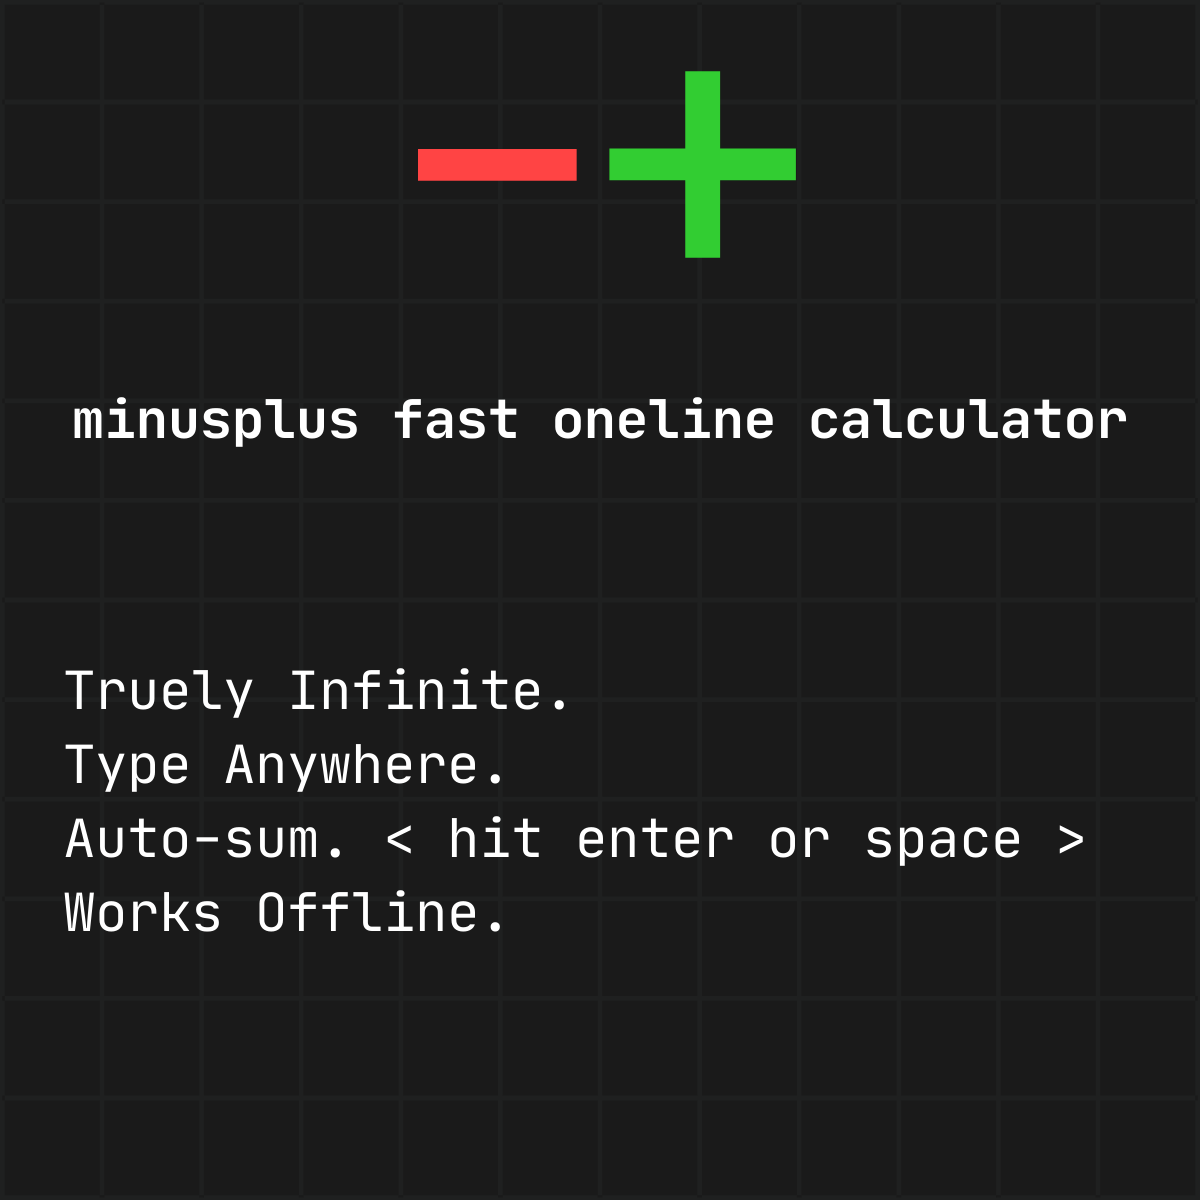 minusplus fast oneline calculator
Truely Infinite.
Type Anywhere.
Auto-sum. < hit enter or space >
Works Offline.